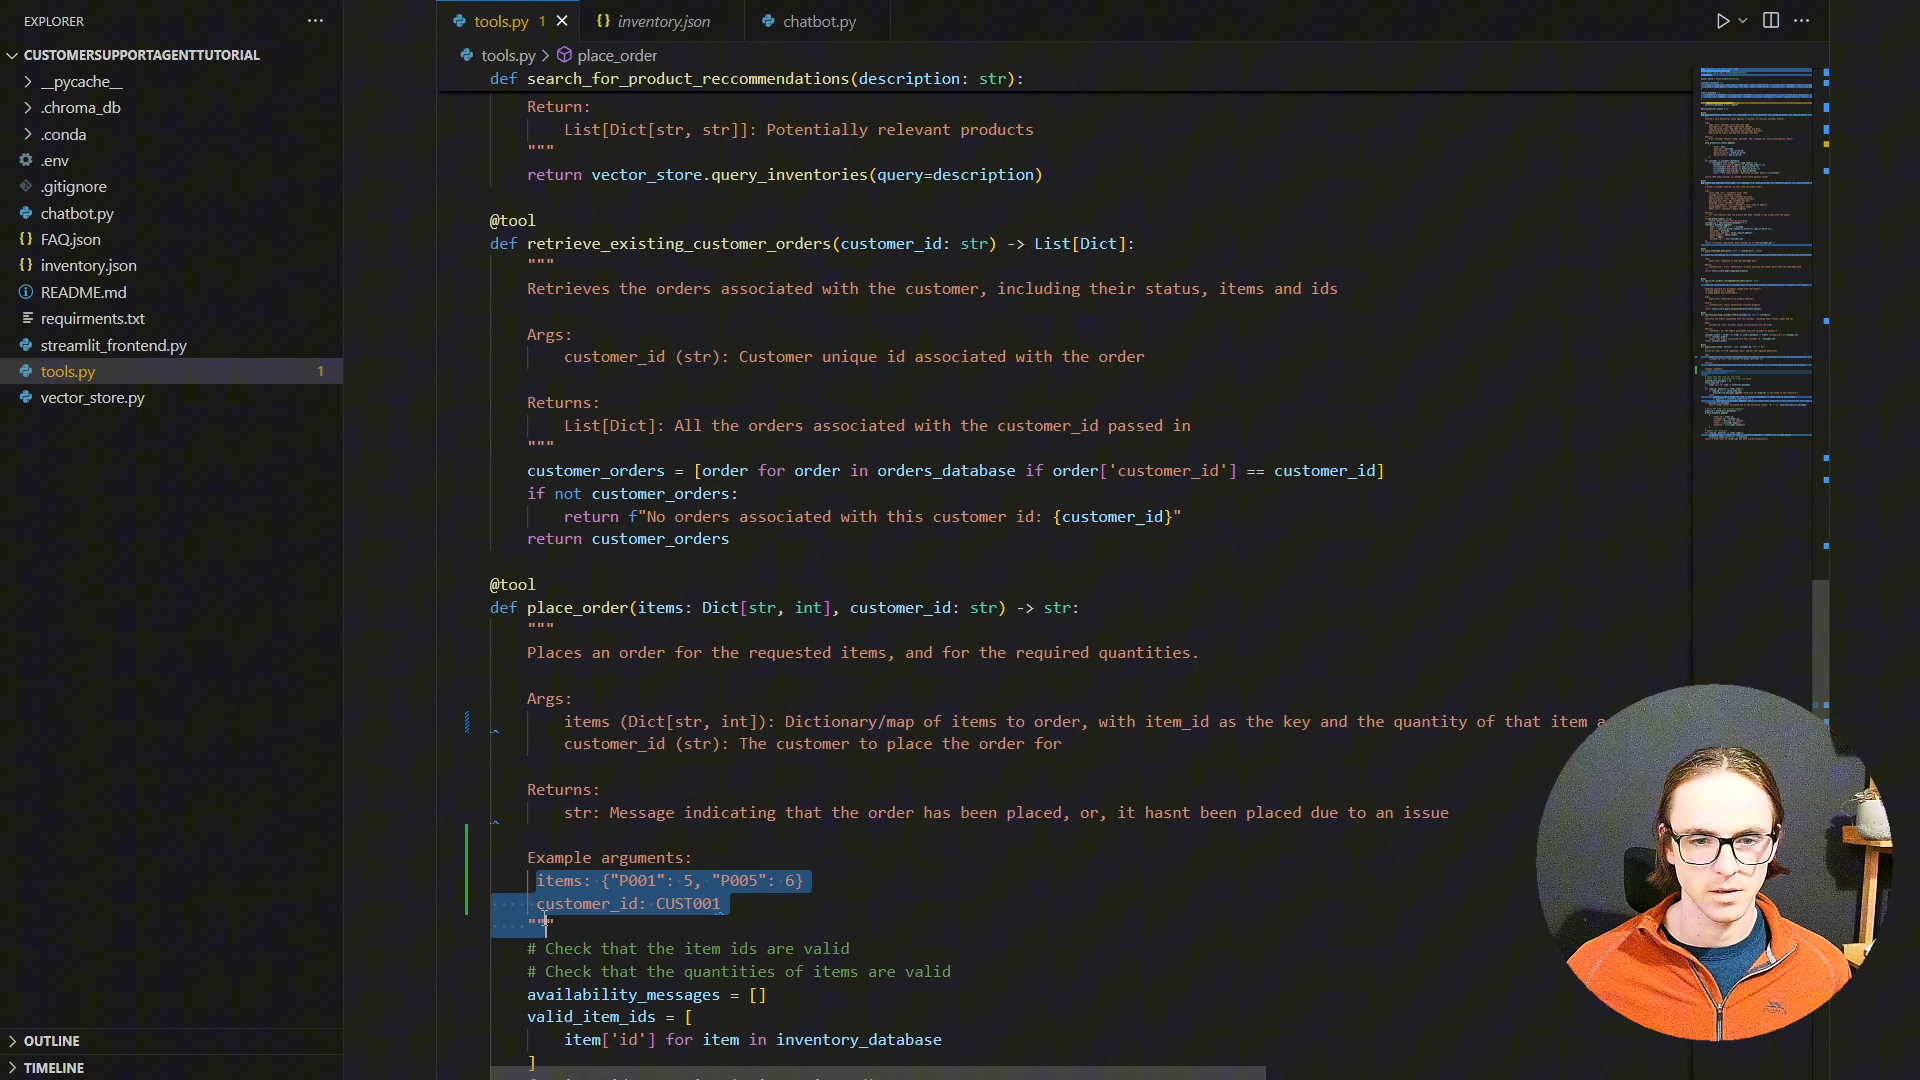 EXPLORER
CUSTOMERSUPPORTAGENTTUTORIAL
__pycache__
.chroma_db
.conda
.env
.gitignore
chatbot.py
FAQ.json
inventory.json
README.md
requirments.txt
streamlit_frontend.py
tools.py 1
vector_store.py
OUTLINE
TIMELINE
tools.py 1
inventory.json
chatbot.py
tools.py > place_order
def search_for_product_reccommendations(description: str):
Return:
List[Dict[str, str]]: Potentially relevant products
"""
return vector_store.query_inventories(query=description)
@tool
def retrieve_existing_customer_orders(customer_id: str) -> List[Dict]:
"""
Retrieves the orders associated with the customer, including their status, items and ids
Args:
customer_id (str): Customer unique id associated with the order
Returns:
List[Dict]: All the orders associated with the customer_id passed in
"""
customer_orders = [order for order in orders_database if order['customer_id'] == customer_id]
if not customer_orders:
return f"No orders associated with this customer id: {customer_id}"
return customer_orders
@tool
def place_order(items: Dict[str, int], customer_id: str) -> str:
"""
Places an order for the requested items, and for the required quantities.
Args:
items (Dict[str, int]): Dictionary/map of items to order, with item_id as the key and the quantity of that item a
customer_id (str): The customer to place the order for
Returns:
str: Message indicating that the order has been placed, or, it hasnt been placed due to an issue
Example arguments:
items: {"P001": 5, "P005": 6}
customer_id: CUST001
"""
# Check that the item ids are valid
# Check that the quantities of items are valid
availability_messages = []
valid_item_ids = [
item['id'] for item in inventory_database
]